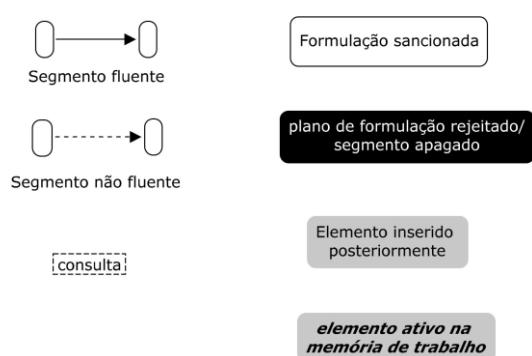 Formulação sancionada
Segmento fluente
plano de formulação rejeitado/
segmento apagado
Segmento não fluente
Elemento inserido
posteriormente
consulta
elemento ativo na
memória de trabalho